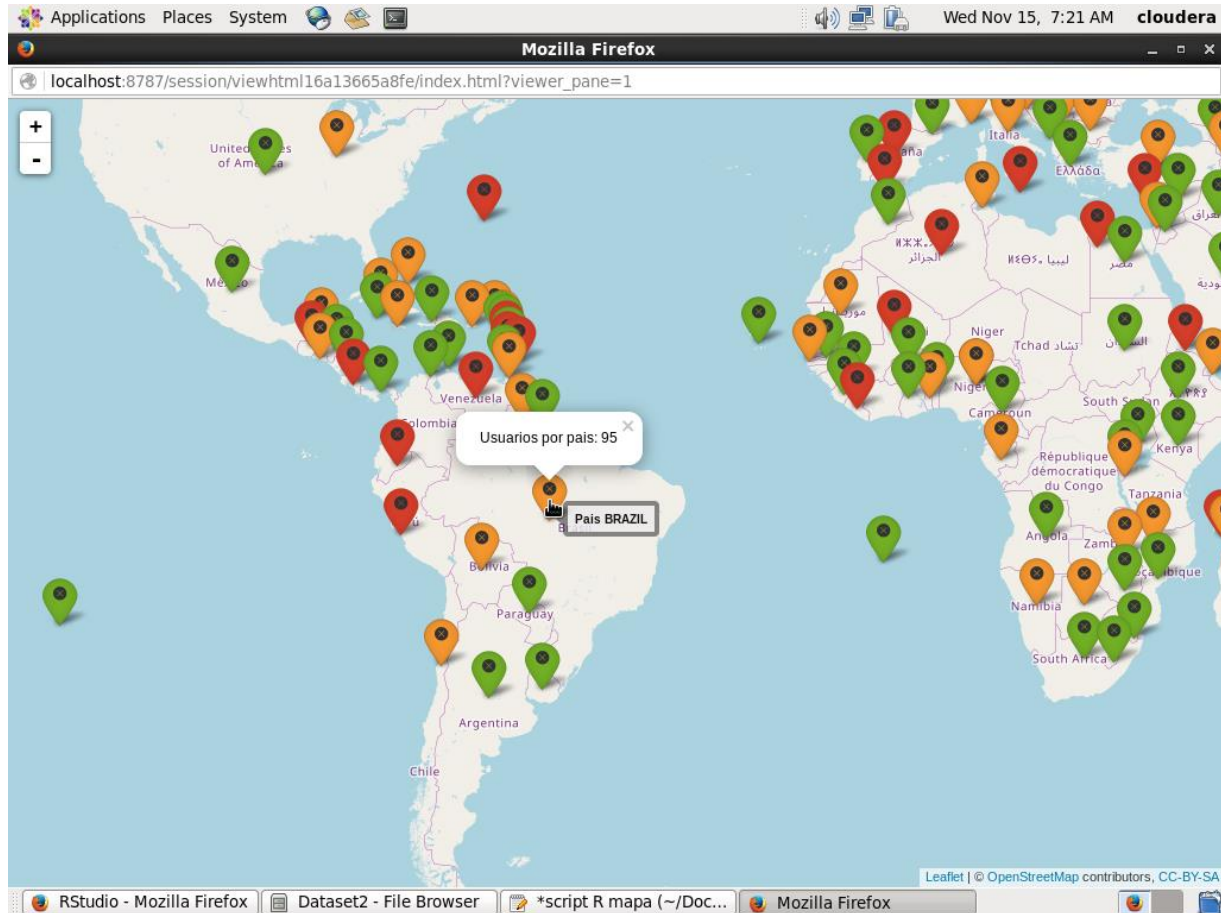 Applications Places System
Wed Nov 15, 7:21 AM cloudera
Mozilla Firefox
localhost:8787/session/viewhtml16a13665a8fe/index.html?viewer_pane=1
+
-
Italia
Ελλάδα
México
الجزائر
ليبيا
مصر
Niger
Tchad تشاد
Venezuela
Colombia
Cameroun
South Sudan
Kenya
Usuarios por pais: 95
×
République
démocratique
du Congo
Tanzania
Pais BRAZIL
Angola
Bolivia
Namibia
Paraguay
South Africa
Argentina
Chile
Leaflet | © OpenStreetMap contributors, CC-BY-SA
RStudio - Mozilla Firefox
Dataset2 - File Browser
*script R mapa (~/Doc...
Mozilla Firefox